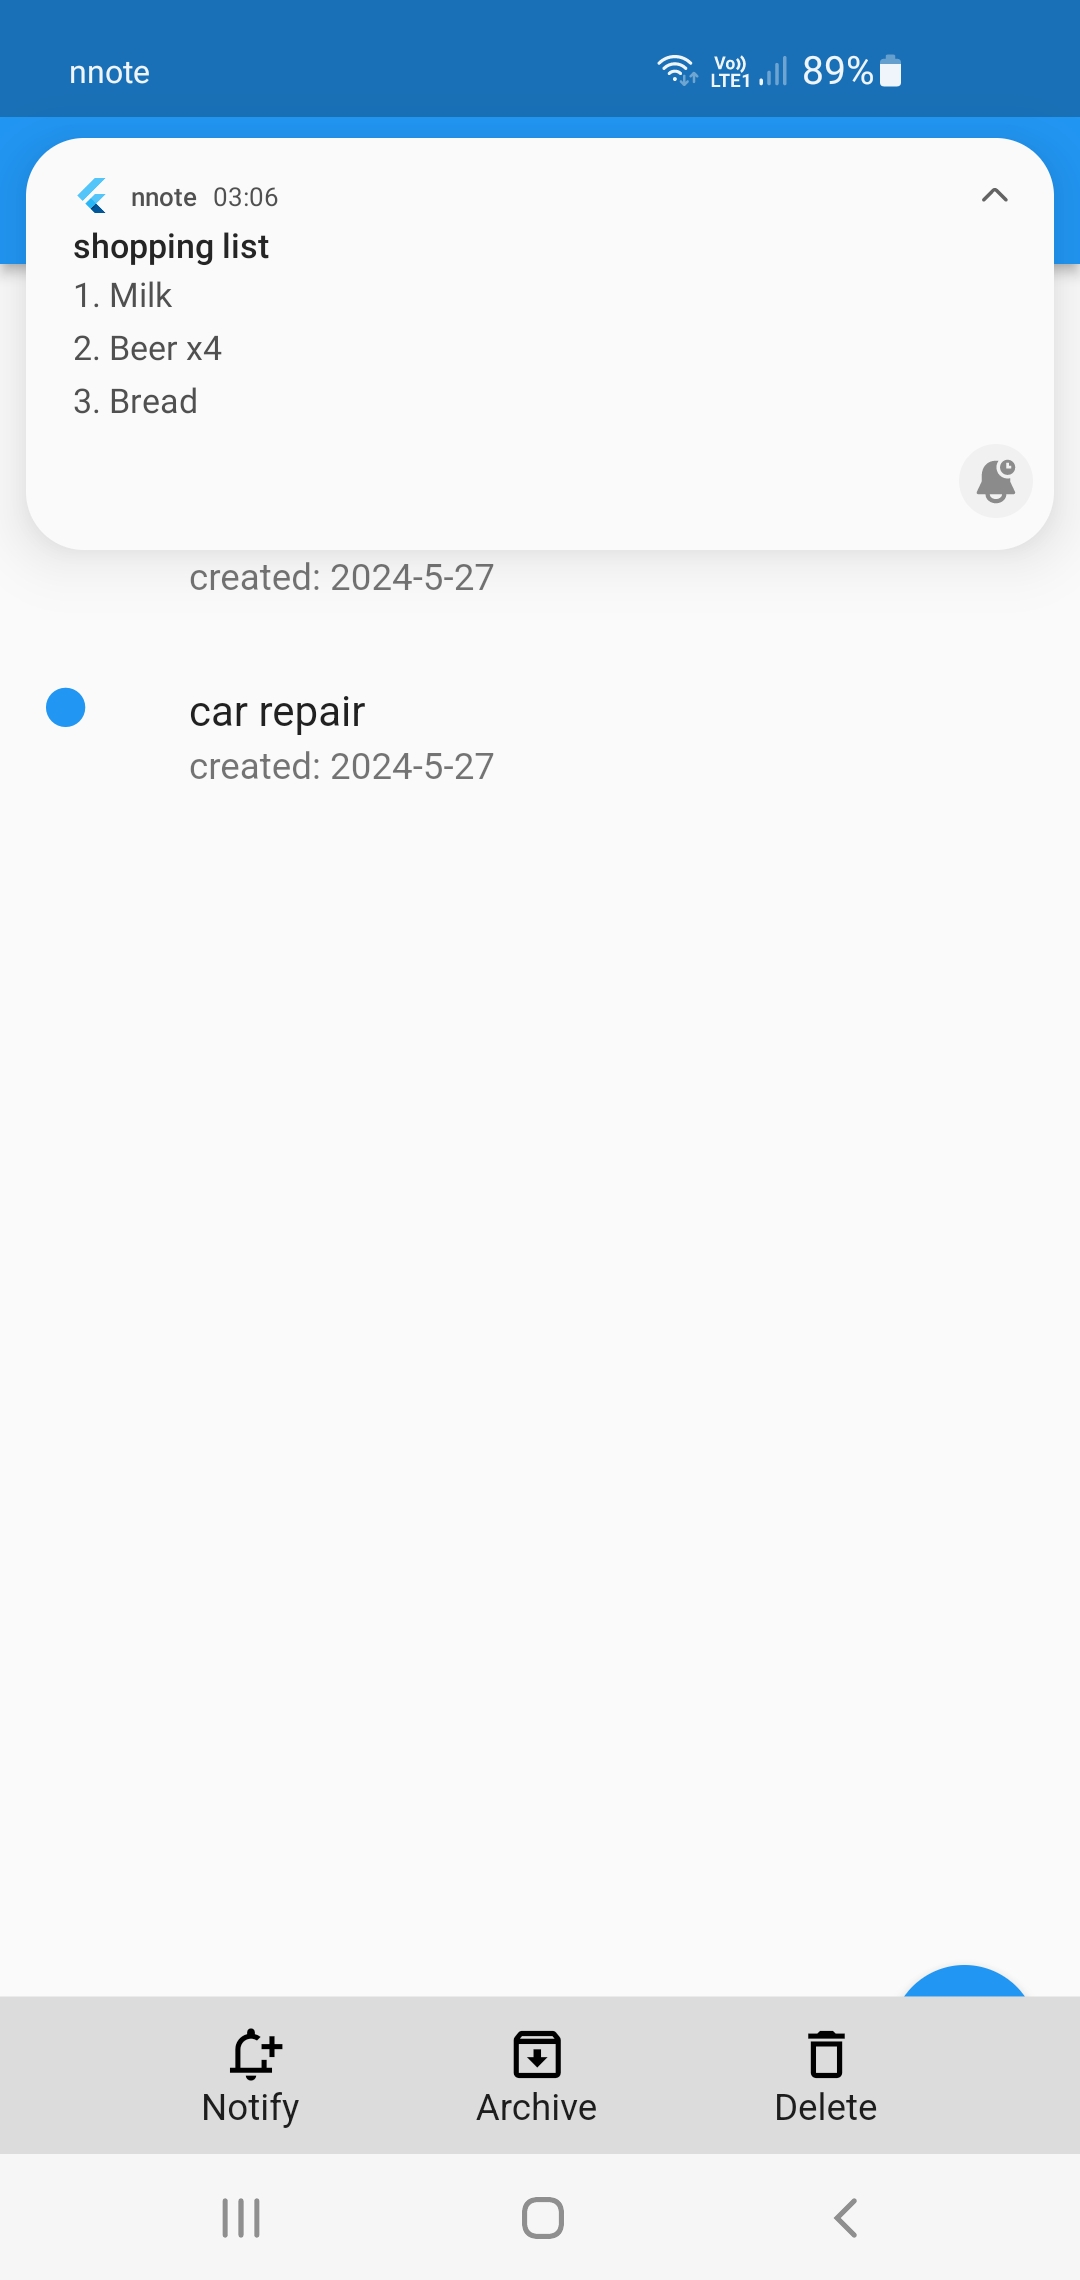 nnote
Vo)) LTE1 89%
nnote 03:06
shopping list
1. Milk
2. Beer x4
3. Bread
created: 2024-5-27
car repair
created: 2024-5-27
Notify Archive Delete